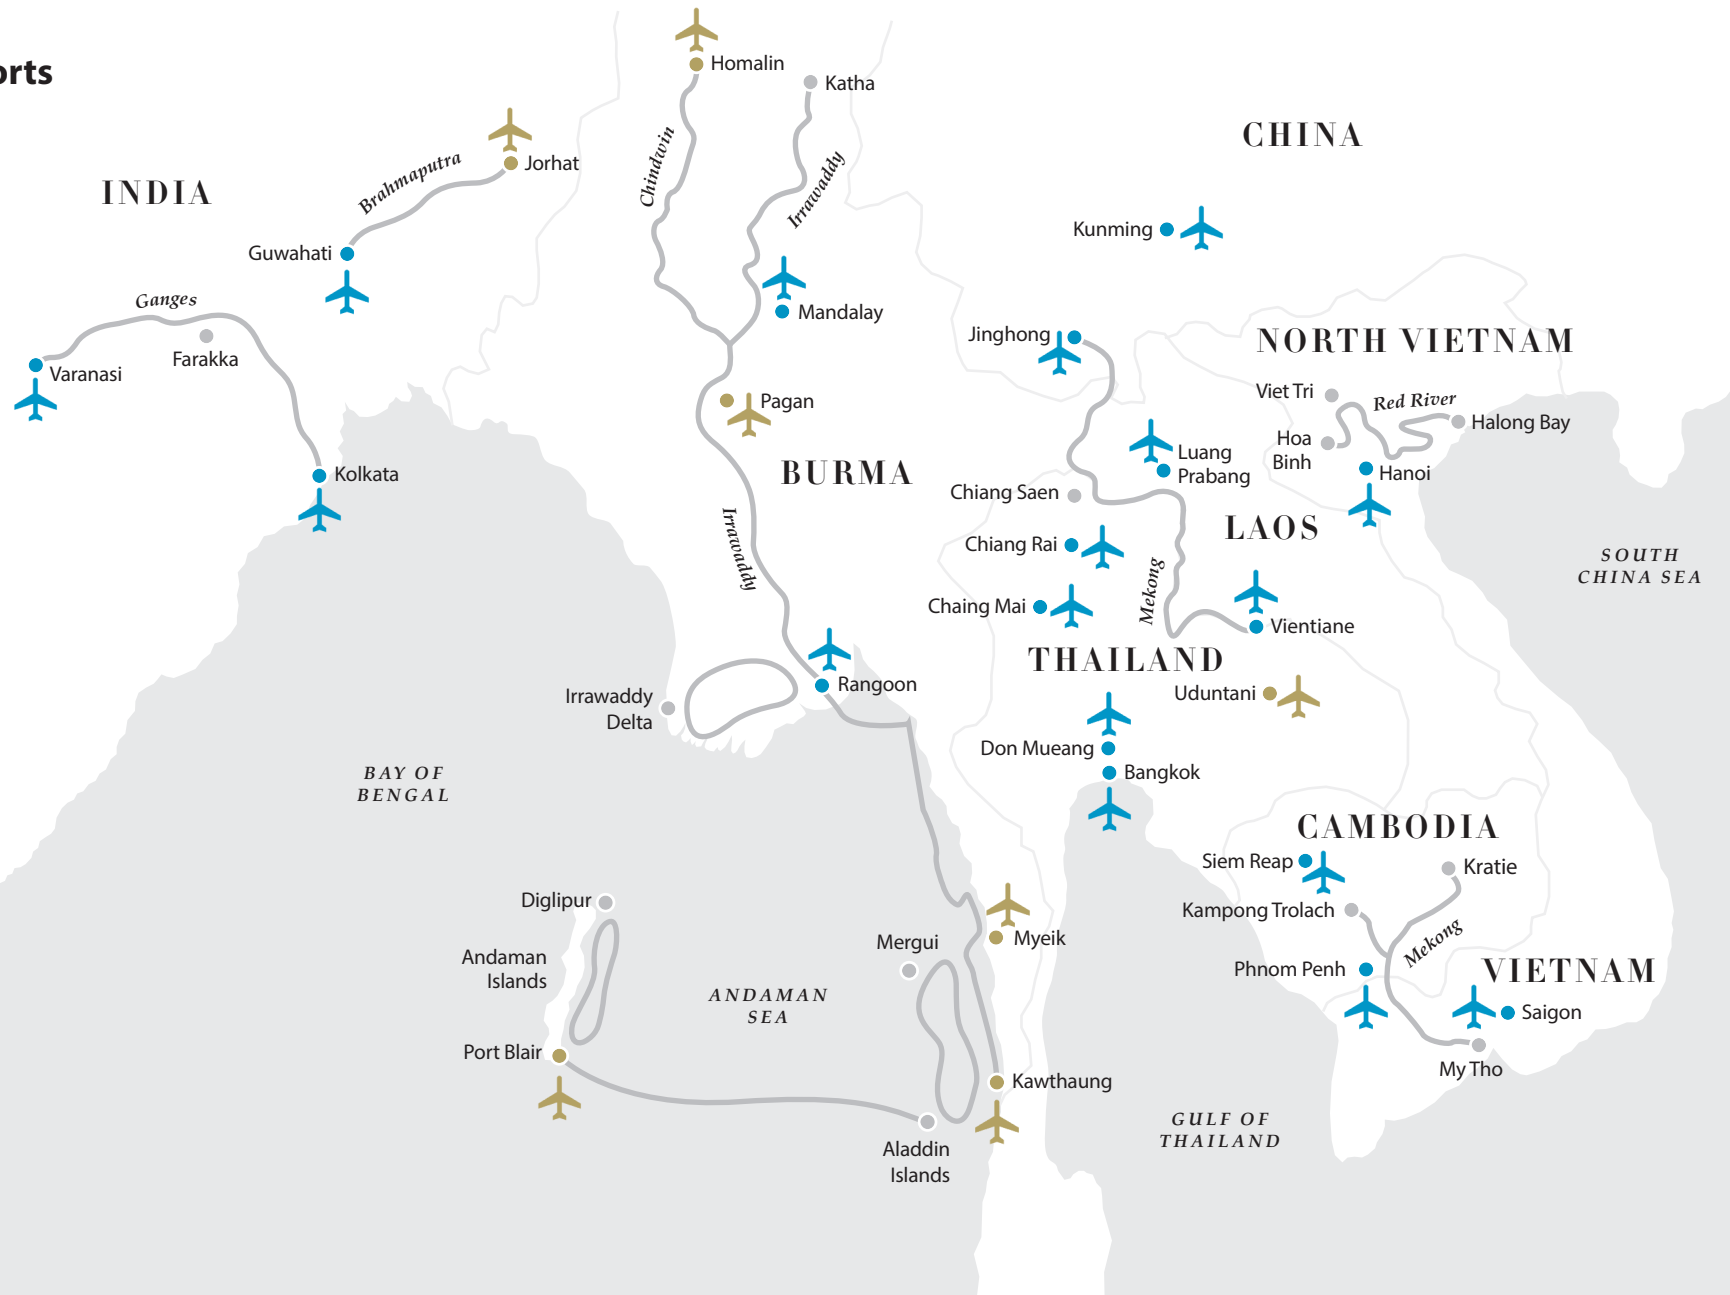 orts
Homalin
Katha
CHINA
Chindwin
Jorhat
Brahmaputra
Irrawaddy
INDIA
Kunming
Guwahati
Ganges
Mandalay
Farakka
Varanasi
Jinghong
NORTH VIETNAM
Viet Tri
Red River
Halong Bay
Pagan
Hoa
Binh
Hanoi
Luang
Prabang
BURMA
Kolkata
Chiang Saen
LAOS
Irrawaddy
Chiang Rai
SOUTH
CHINA SEA
Mekong
Chaing Mai
Vientiane
THAILAND
Rangoon
Uduntani
Irrawaddy
Delta
Don Mueang
Bangkok
BAY OF
BENGAL
CAMBODIA
Siem Reap
Kratie
Kampong Trolach
Diglipur
Myeik
Mergui
Mekong
Andaman
Islands
Phnom Penh
VIETNAM
ANDAMAN
SEA
Saigon
Port Blair
My Tho
Kawthaung
GULF OF
THAILAND
Aladdin
Islands